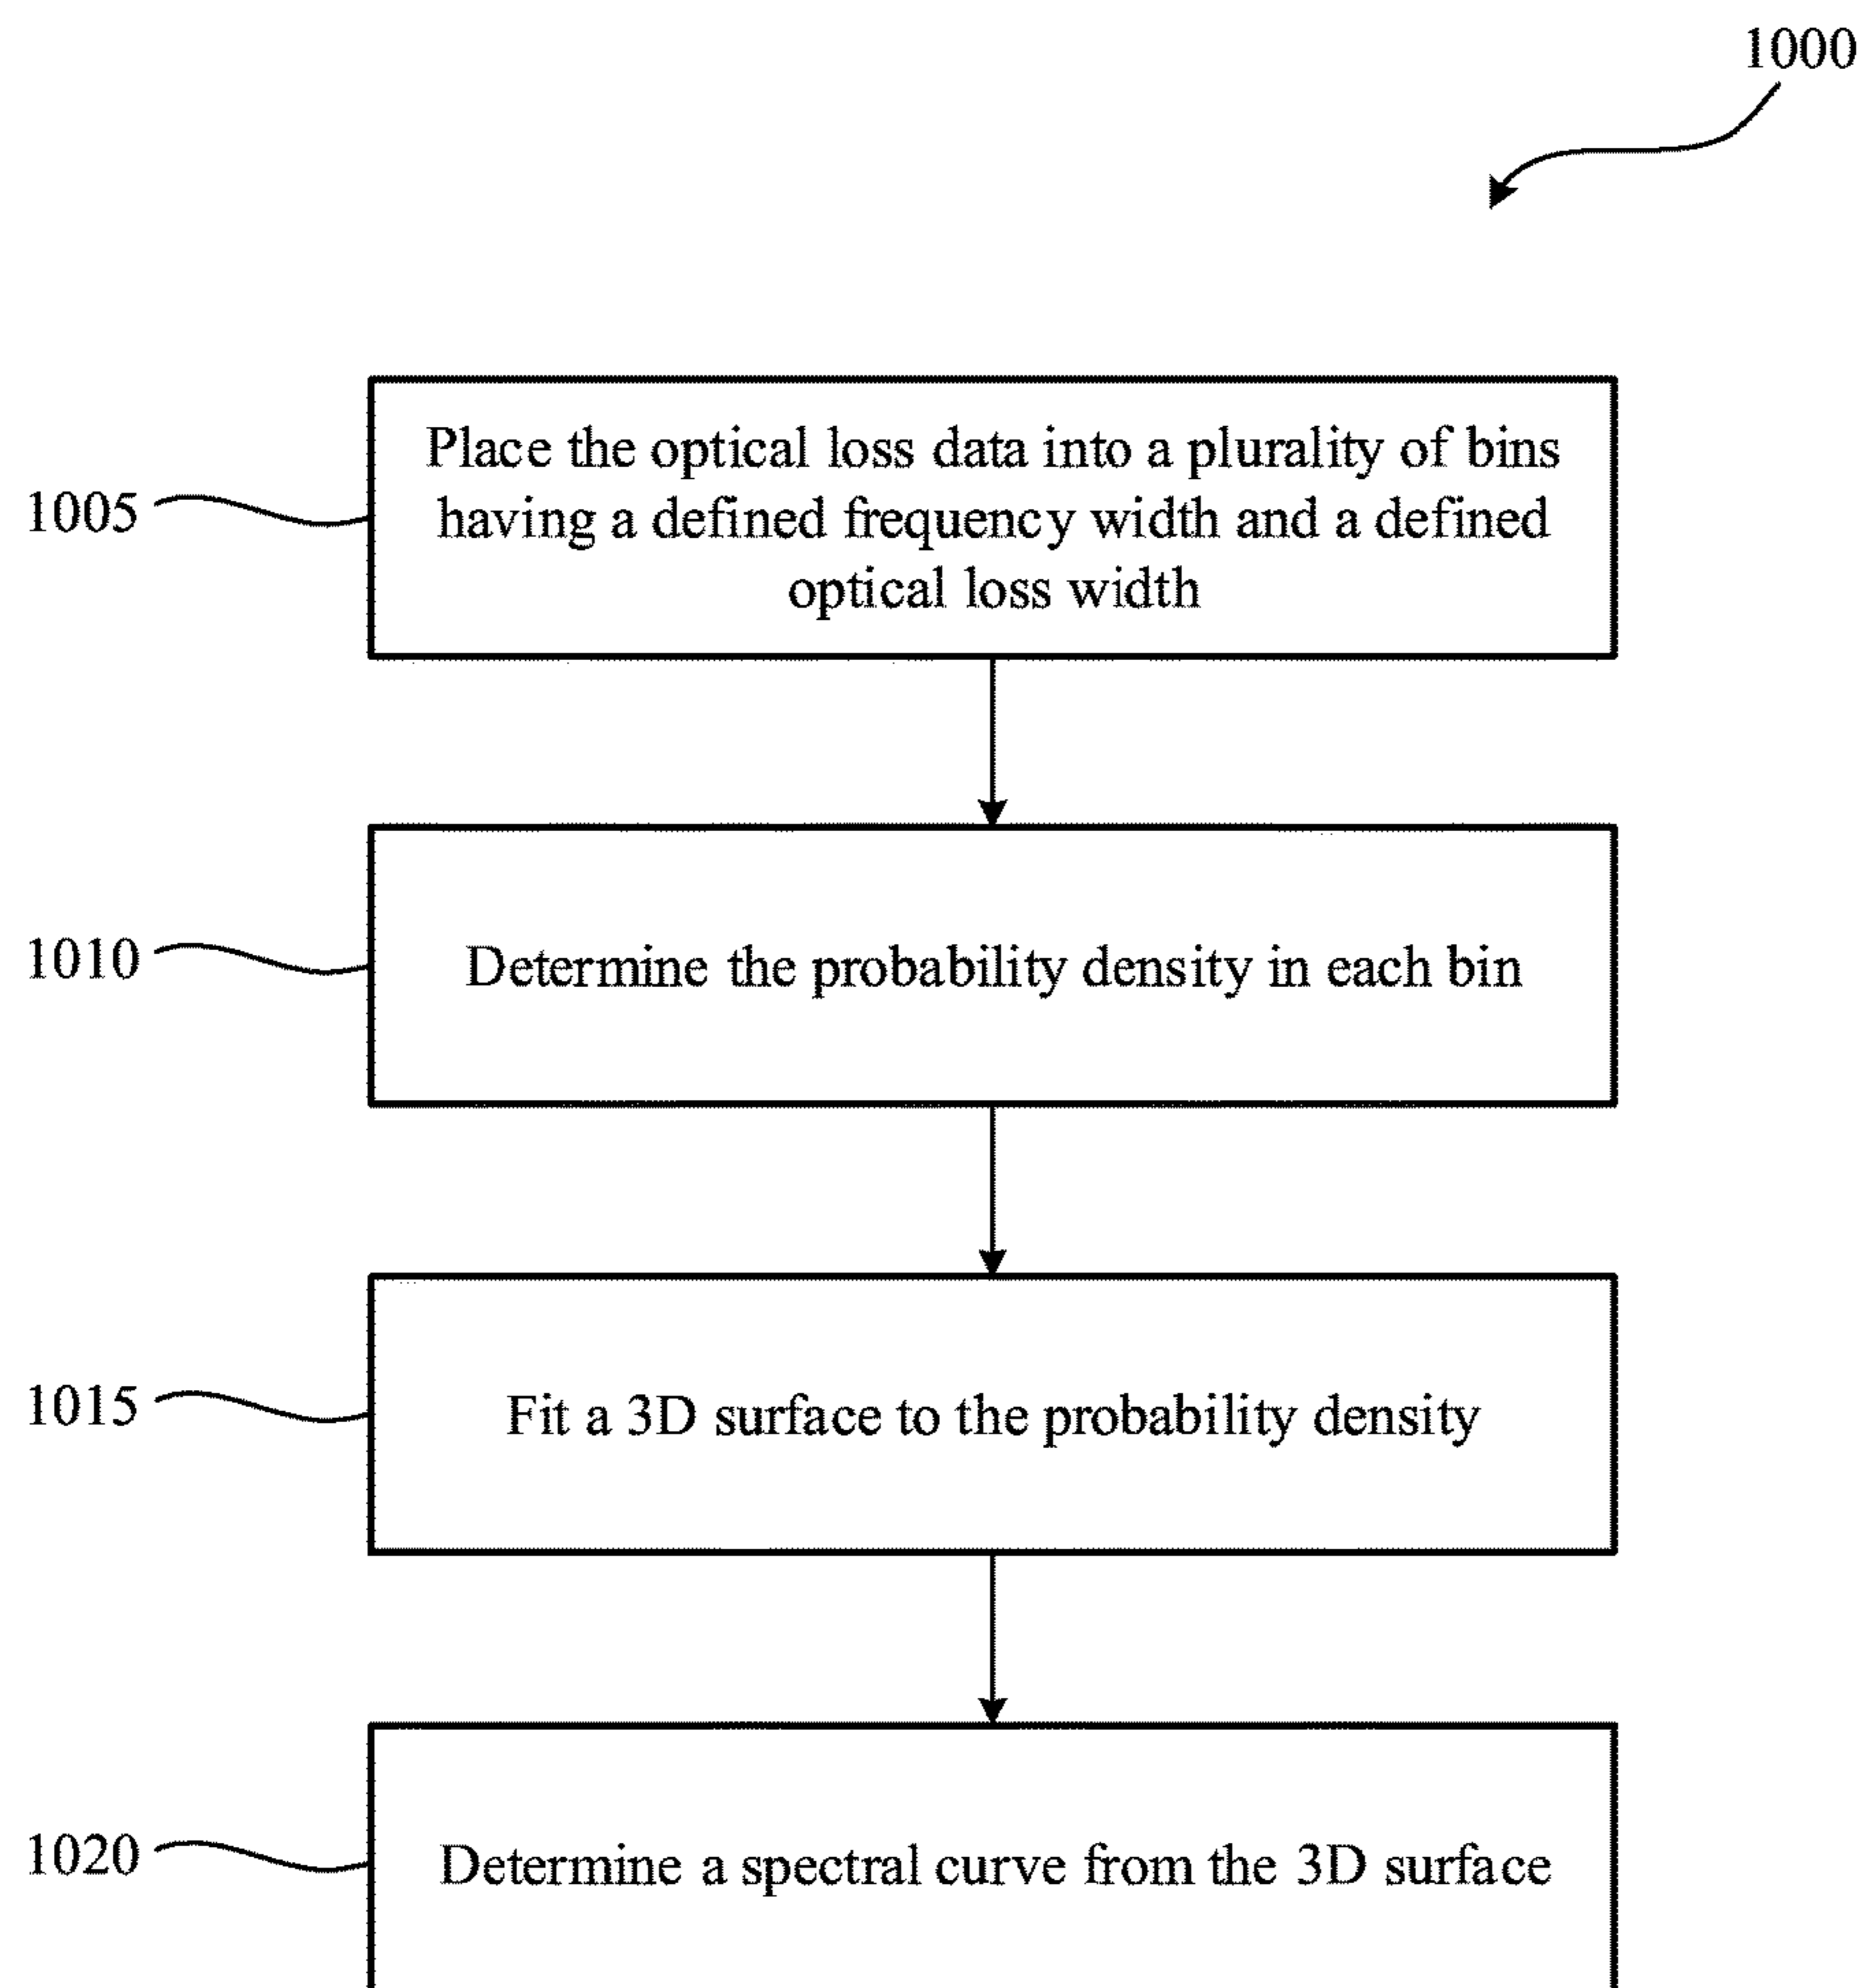 1000
Place the optical loss data into a plurality of bins
having a defined frequency width and a defined
optical loss width
1005
Determine the probability density in each bin
1010
Fit a 3D surface to the probability density
1015
Determine a spectral curve from the 3D surface
1020